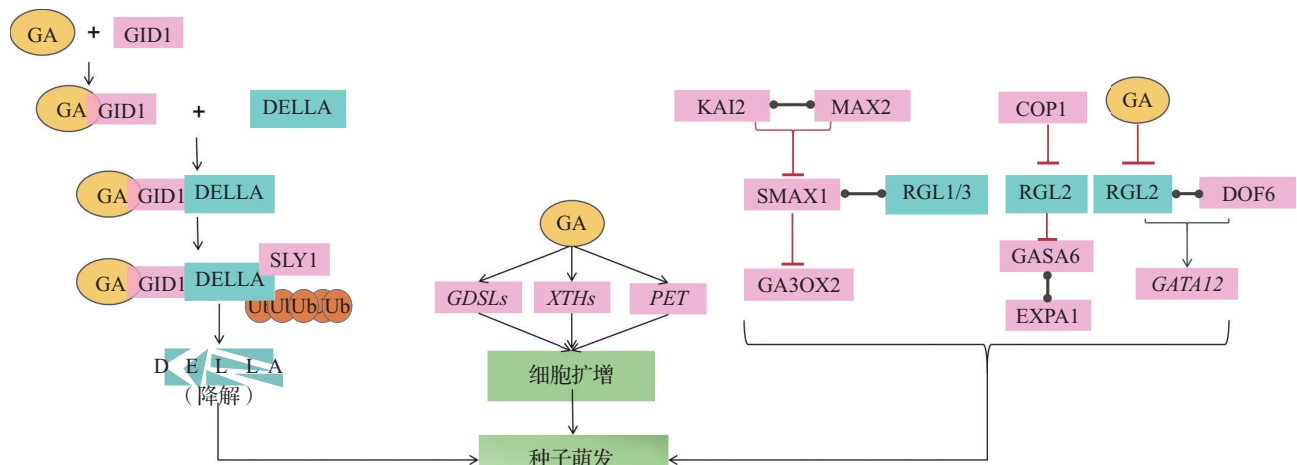 GA + GID1
GA GID1 + DELLA
GA GID1 DELLA
SLY1
GA GID1 DELLA
Ub Ub
D E L L A
(降解)
GA
GDSLs XTHs PET
细胞扩增
种子萌发
KAI2 MAX2
SMAX1 RGL1/3
GA3OX2
COP1 GA
RGL2 RGL2 DOF6
GASA6 GATA12
EXPA1